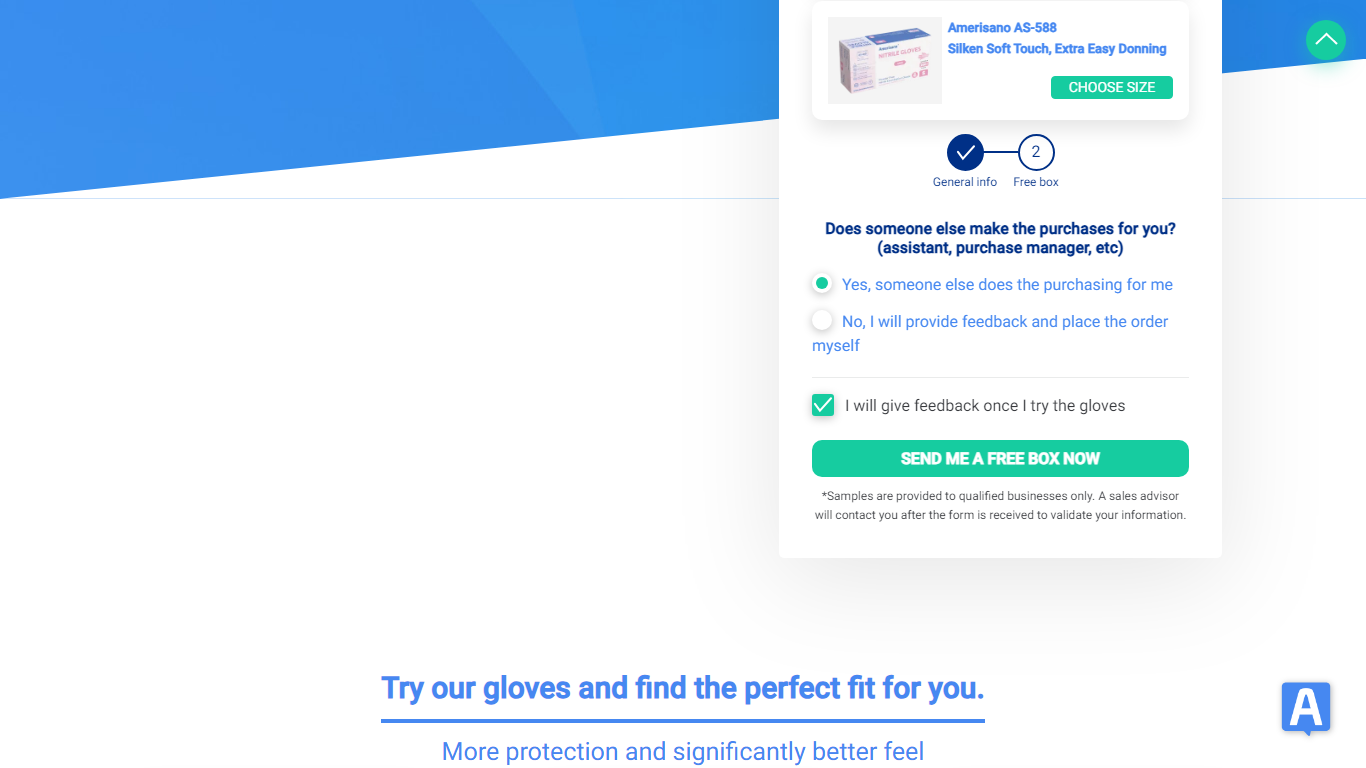 Amerisano AS-588
Silken Soft Touch, Extra Easy Donning
NITRILE GLOVES
CHOOSE SIZE
2
General info
Free box
Does someone else make the purchases for you?
(assistant, purchase manager, etc)
Yes, someone else does the purchasing for me
No, I will provide feedback and place the order
myself
I will give feedback once I try the gloves
SEND ME A FREE BOX NOW
*Samples are provided to qualified businesses only. A sales advisor
will contact you after the form is received to validate your information.
Try our gloves and find the perfect fit for you.
More protection and significantly better feel
A